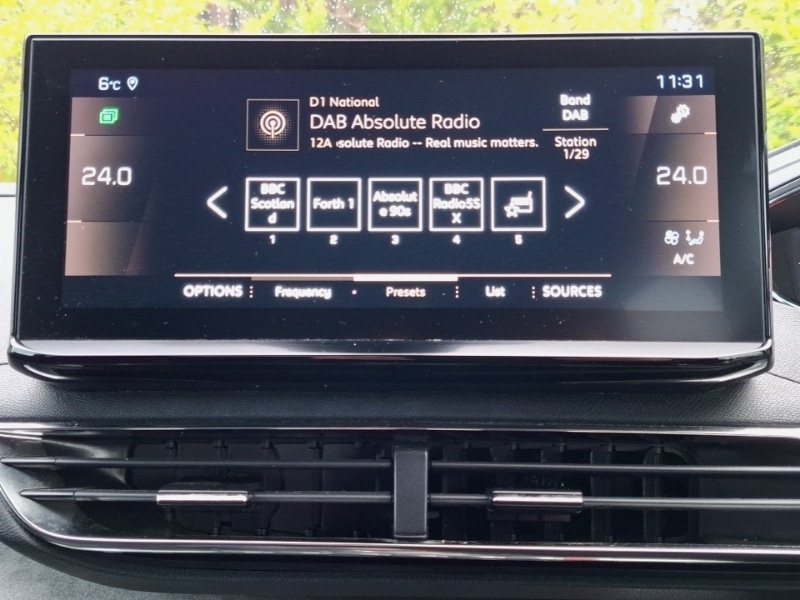 6°C
11:31
D1 National
DAB Absolute Radio
12A solute Radio -- Real music matters.
Band
DAB
Station
1/29
24.0
24.0
BBC
Scotlan
d
Forth 1
Absolut
e 90s
BBC
Radio5S
X
1
2
3
4
5
A/C
OPTIONS
Frequency
Presets
List
SOURCES